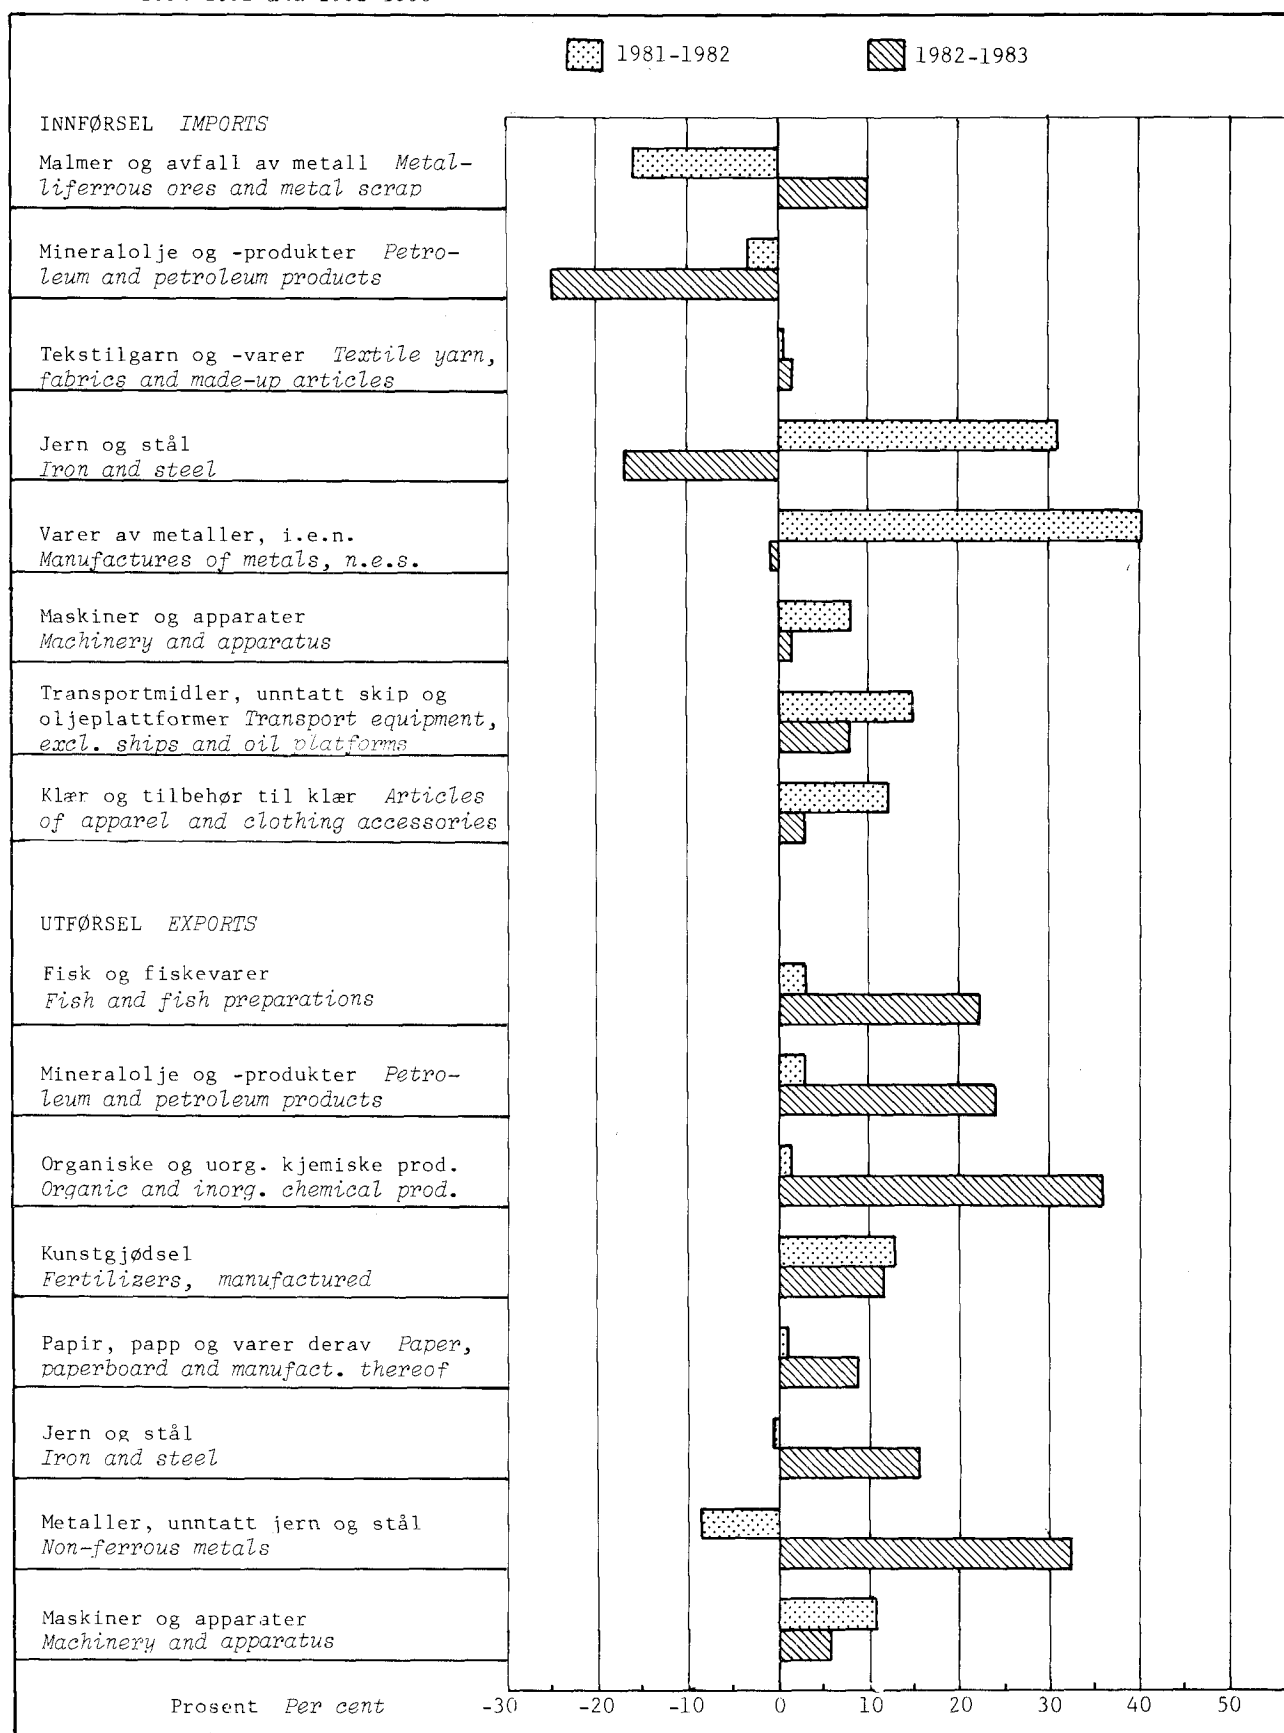 1981-1982 1982-1983
INNFØRSEL IMPORTS
Malmer og avfall av metall Metal-
liferrous ores and metal scrap
Mineralolje og -produkter Petro-
leum and petroleum products
Tekstilgarn og -varer Textile yarn,
fabrics and made-up articles
Jern og stål
Iron and steel
Varer av metaller, i.e.n.
Manufactures of metals, n.e.s.
Maskiner og apparater
Machinery and apparatus
Transportmidler, unntatt skip og
oljeplattformer Transport equipment,
excl. ships and oil platforms
Klær og tilbehør til klær Articles
of apparel and clothing accessories
UTFØRSEL EXPORTS
Fisk og fiskevarer
Fish and fish preparations
Mineralolje og -produkter Petro-
leum and petroleum products
Organiske og uorg. kjemiske prod.
Organic and inorg. chemical prod.
Kunstgjødsel
Fertilizers, manufactured
Papir, papp og varer derav Paper,
paperboard and manufact. thereof
Jern og stål
Iron and steel
Metaller, unntatt jern og stål
Non-ferrous metals
Maskiner og apparater
Machinery and apparatus
Prosent Per cent -30 -20 -10 0 10 20 30 40 50